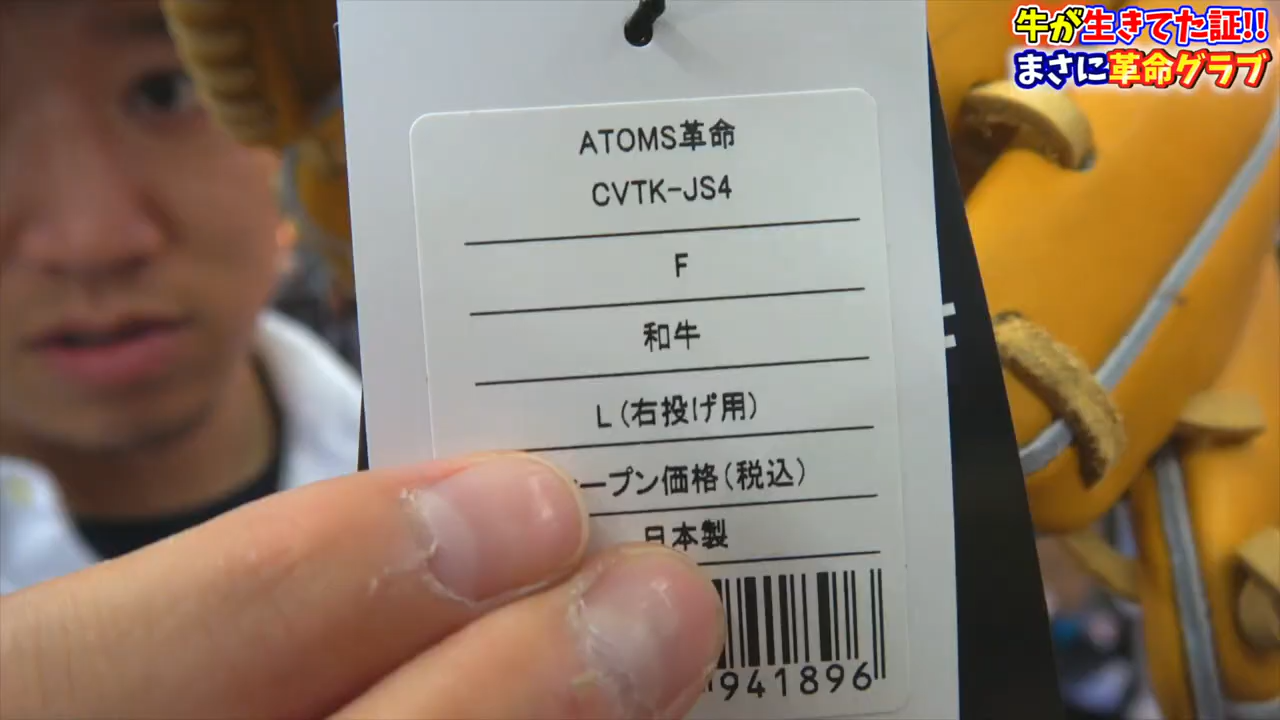 牛が生きてた証!!
まさに革命グラブ
ATOMS革命
CVTK-JS4
F
和牛
L(右投げ用)
ープン価格(税込)
日本製
941896